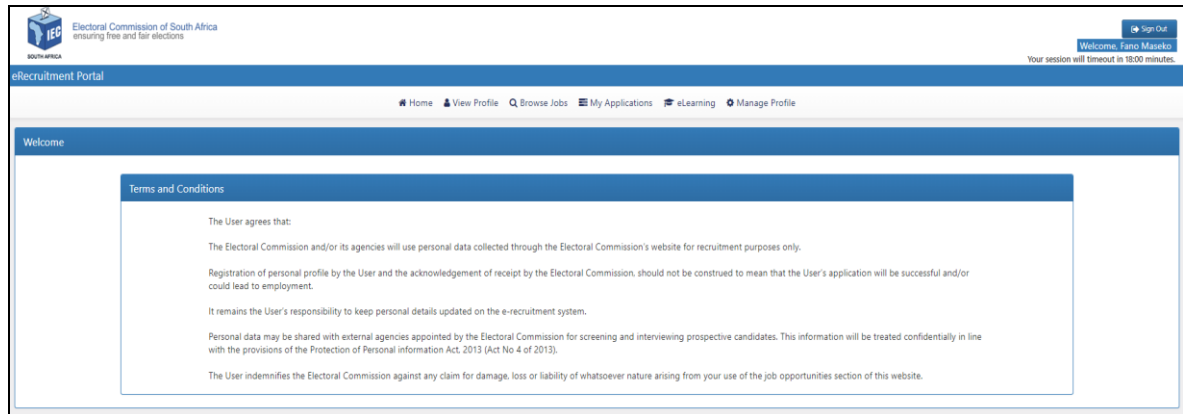 IEC
SOUTH AFRICA
Electoral Commission of South Africa
ensuring free and fair elections
Sign Out
Welcome, Fano Maseko
Your session will timeout in 18:00 minutes.
eRecruitment Portal
Home View Profile Browse Jobs My Applications eLearning Manage Profile
Welcome
Terms and Conditions
The User agrees that:
The Electoral Commission and/or its agencies will use personal data collected through the Electoral Commission's website for recruitment purposes only.
Registration of personal profile by the User and the acknowledgement of receipt by the Electoral Commission, should not be construed to mean that the User's application will be successful and/or
could lead to employment.
It remains the User's responsibility to keep personal details updated on the e-recruitment system.
Personal data may be shared with external agencies appointed by the Electoral Commission for screening and interviewing prospective candidates. This information will be treated confidentially in line
with the provisions of the Protection of Personal information Act, 2013 (Act No 4 of 2013).
The User indemnifies the Electoral Commission against any claim for damage, loss or liability of whatsoever nature arising from your use of the job opportunities section of this website.